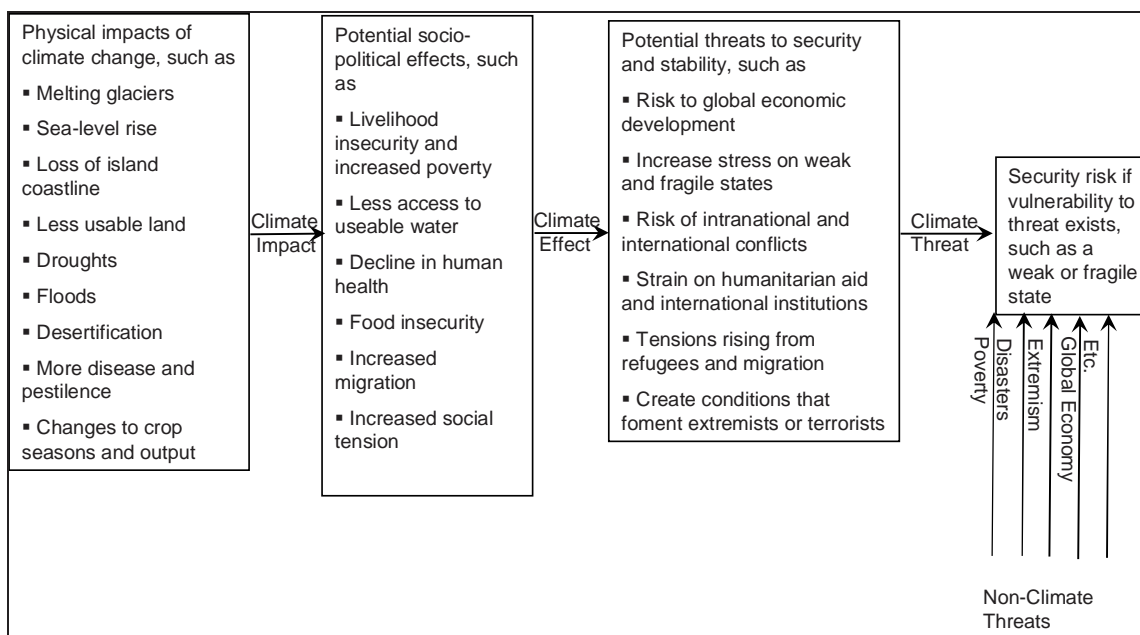 Physical impacts of
climate change, such as
▪ Melting glaciers
▪ Sea-level rise
▪ Loss of island
coastline
▪ Less usable land
▪ Droughts
▪ Floods
▪ Desertification
▪ More disease and
pestilence
▪ Changes to crop
seasons and output
Climate
Impact
Potential socio-
political effects, such
as
▪ Livelihood
insecurity and
increased poverty
▪ Less access to
useable water
▪ Decline in human
health
▪ Food insecurity
▪ Increased
migration
▪ Increased social
tension
Climate
Effect
Potential threats to security
and stability, such as
▪ Risk to global economic
development
▪ Increase stress on weak
and fragile states
▪ Risk of intranational and
international conflicts
▪ Strain on humanitarian aid
and international institutions
▪ Tensions rising from
refugees and migration
▪ Create conditions that
foment extremists or terrorists
Climate
Threat
Security risk if
vulnerability to
threat exists,
such as a
weak or fragile
state
Poverty
Disasters
Extremism
Global Economy
Etc.
Non-Climate
Threats